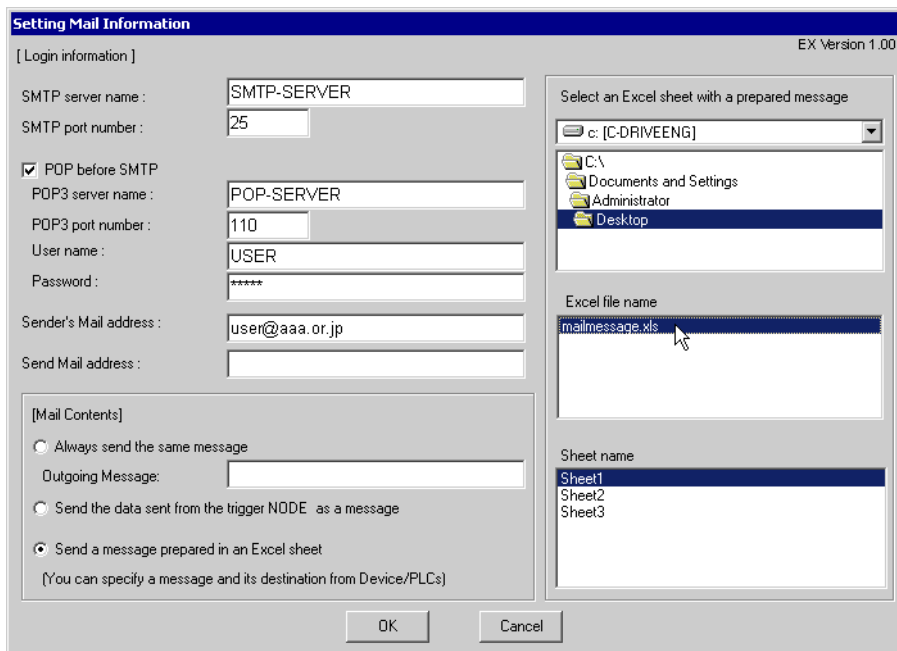 Setting Mail Information
EX Version 1.00
[ Login information ]
SMTP server name :
SMTP-SERVER
SMTP port number :
25
POP before SMTP
POP3 server name :
POP-SERVER
POP3 port number :
110
User name :
USER
Password :
*****
Sender's Mail address :
user@aaa.or.jp
Send Mail address :
[Mail Contents]
Always send the same message
Outgoing Message:
Send the data sent from the trigger NODE as a message
Send a message prepared in an Excel sheet
(You can specify a message and its destination from Device/PLCs)
Select an Excel sheet with a prepared message
c: [C-DRIVEENG]
C:\
Documents and Settings
Administrator
Desktop
Excel file name
mailmessage.xls
Sheet name
Sheet1
Sheet2
Sheet3
OK
Cancel